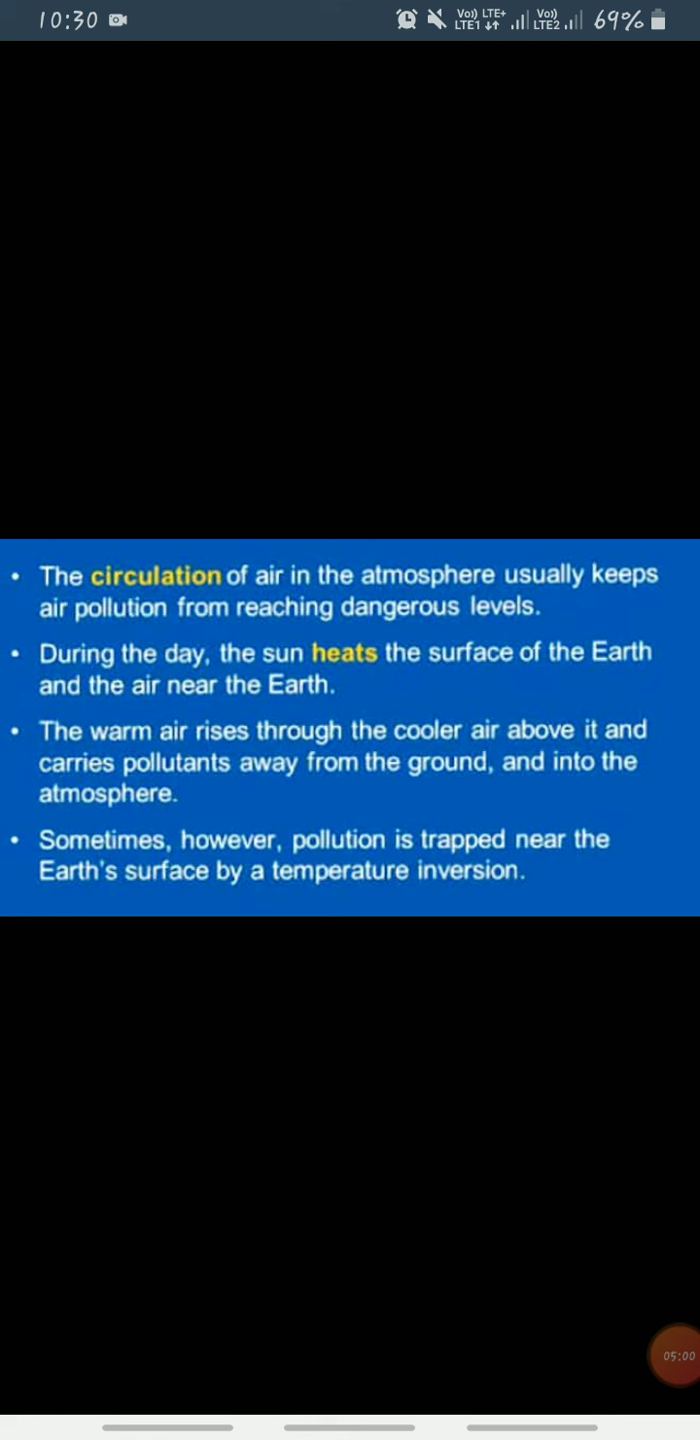 10:30
Vo)) LTE+ Vo))
LTE1 LTE2 69%
• The circulation of air in the atmosphere usually keeps
air pollution from reaching dangerous levels.
• During the day, the sun heats the surface of the Earth
and the air near the Earth.
• The warm air rises through the cooler air above it and
carries pollutants away from the ground, and into the
atmosphere.
• Sometimes, however, pollution is trapped near the
Earth's surface by a temperature inversion.
05:00